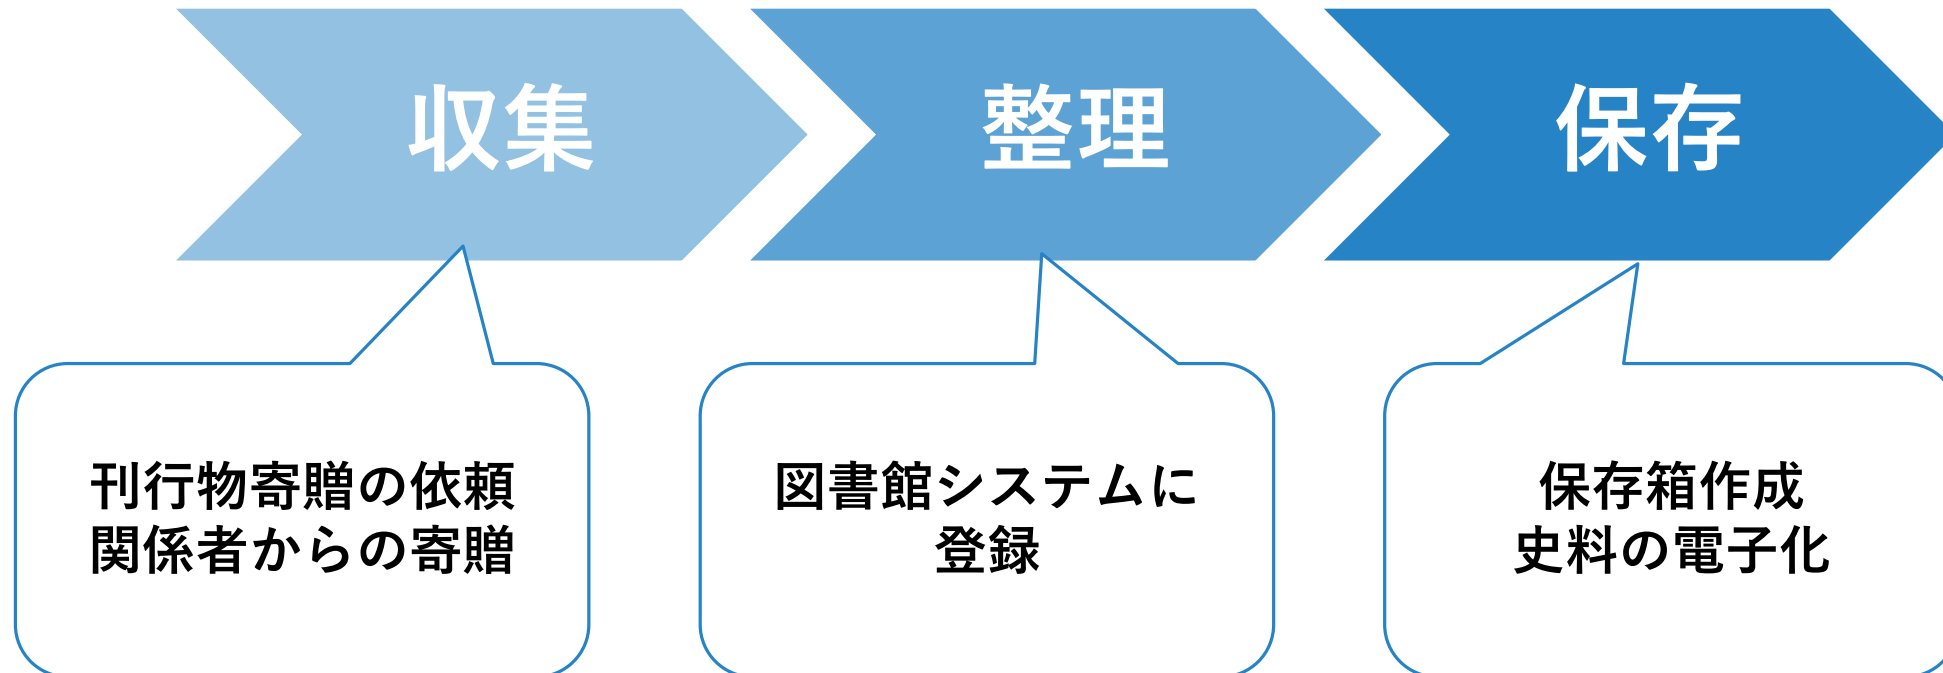 収集
整理
保存
刊行物寄贈の依頼
関係者からの寄贈
図書館システムに
登録
保存箱作成
史料の電子化